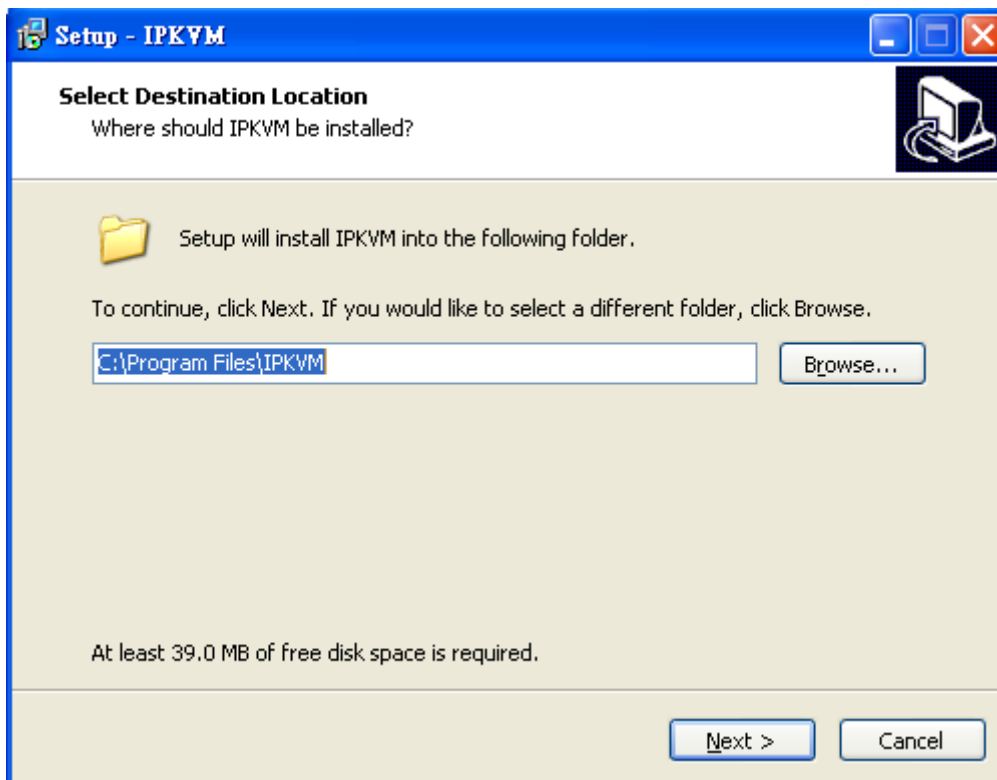 Setup - IPKVM
Select Destination Location
Where should IPKVM be installed?
Setup will install IPKVM into the following folder.
To continue, click Next. If you would like to select a different folder, click Browse.
C:\Program Files\IPKVM
Browse...
At least 39.0 MB of free disk space is required.
Next >
Cancel